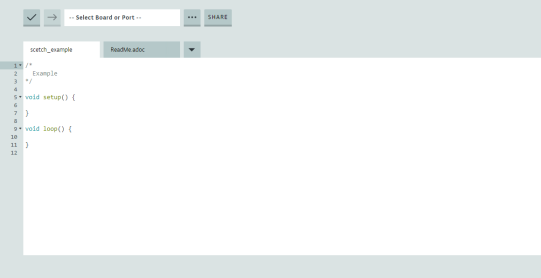 -- Select Board or Port --
SHARE
scetch_example
ReadMe.adoc
1 /*
2 Example
3 */
4
5 void setup() {
6
7 }
8
9 void loop() {
10
11 }
12